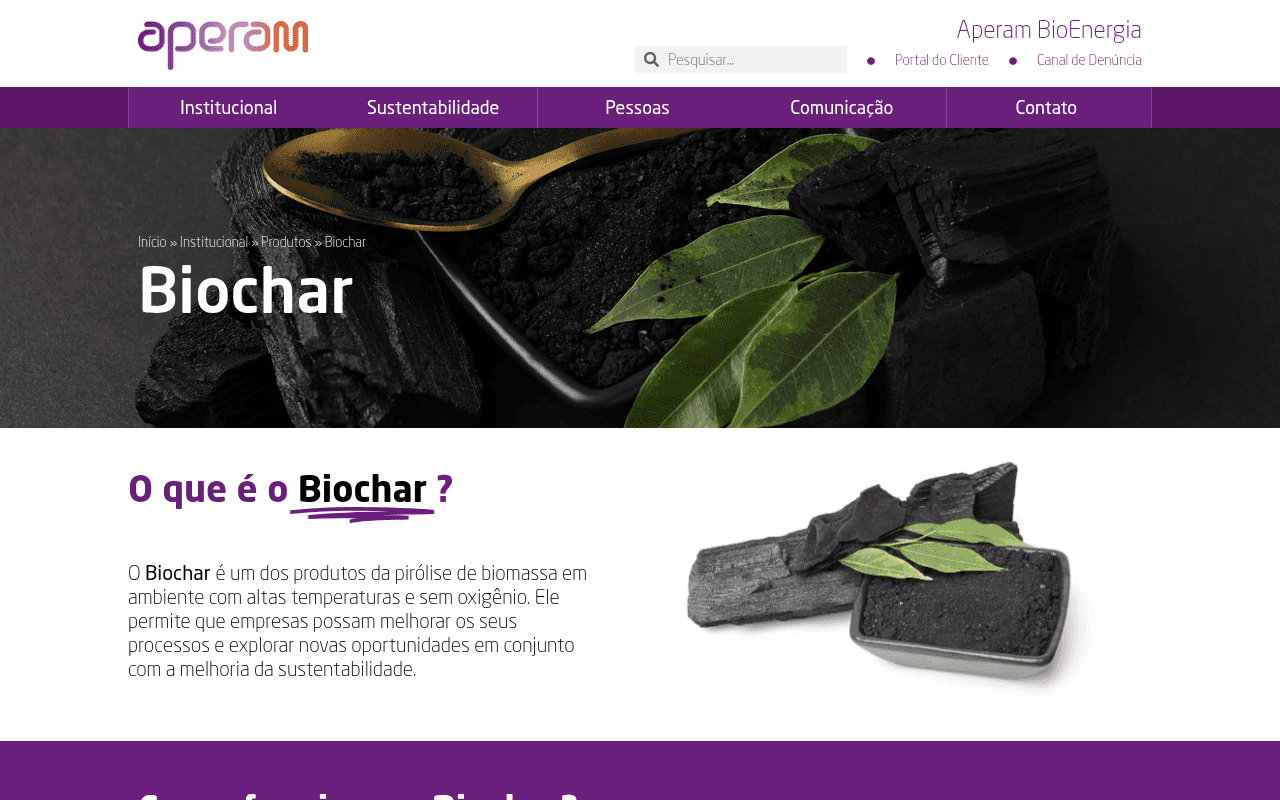 aperam
Aperam BioEnergia
Pesquisar...
Portal do Cliente
Canal de Denúncia
Institucional
Sustentabilidade
Pessoas
Comunicação
Contato
Início » Institucional » Produtos » Biochar
Biochar
O que é o Biochar ?
O Biochar é um dos produtos da pirólise de biomassa em
ambiente com altas temperaturas e sem oxigênio. Ele
permite que empresas possam melhorar os seus
processos e explorar novas oportunidades em conjunto
com a melhoria da sustentabilidade.